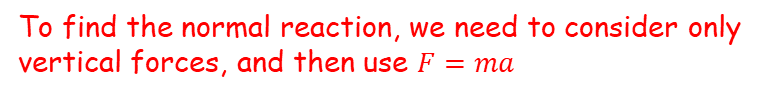 To find the normal reaction, we need to consider only
vertical forces, and then use F = ma